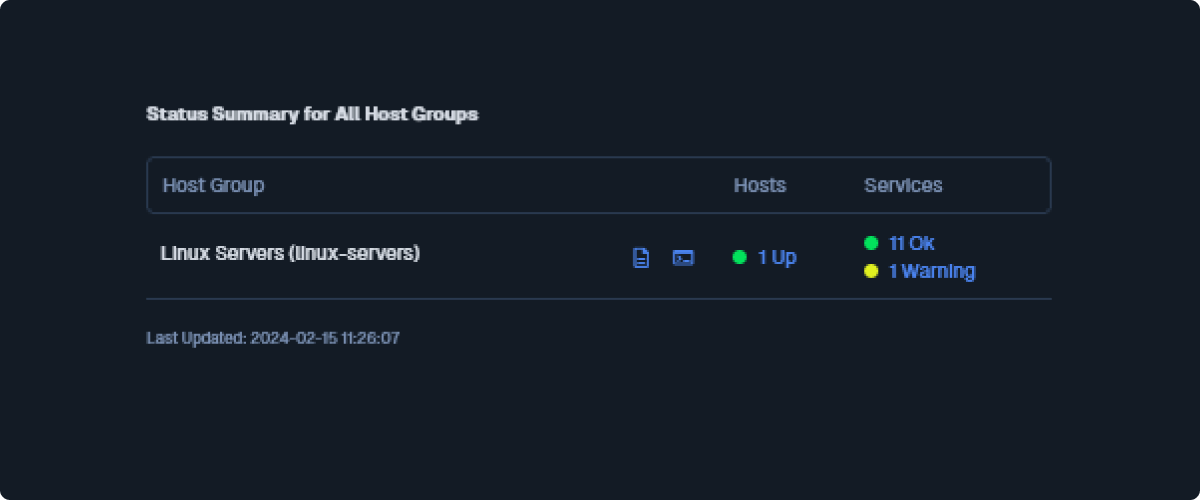 Status Summary for All Host Groups
Host Group Hosts Services
Linux Servers (linux-servers) 1 Up
11 Ok
1 Warning
Last Updated: 2024-02-15 11:26:07